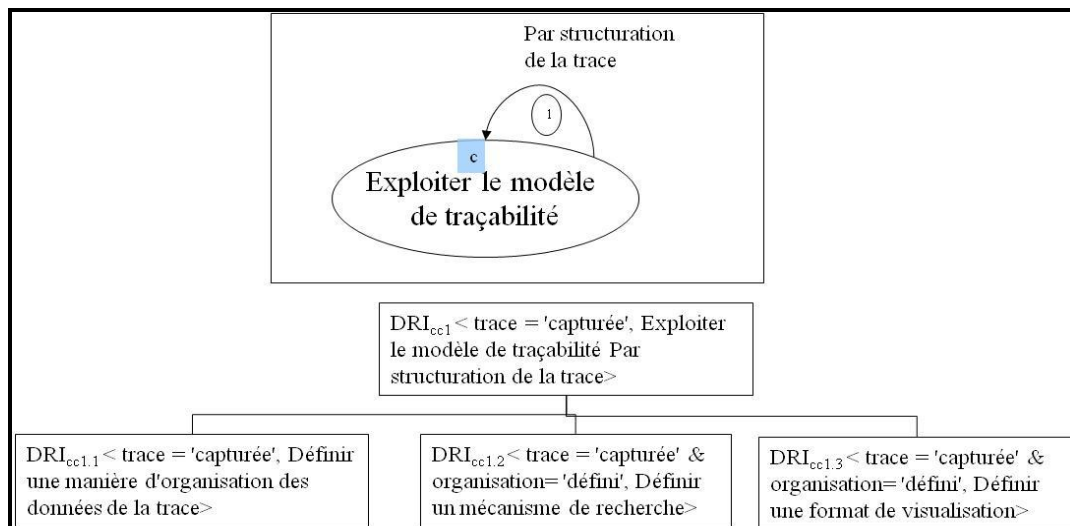 Par structuration
de la trace
1
c
Exploiter le modèle
de traçabilité
DRIcc1 < trace = 'capturée', Exploiter
le modèle de traçabilité Par
structuration de la trace>
DRIcc1.1 < trace = 'capturée', Définir
une manière d'organisation des
données de la trace>
DRIcc1.2 < trace = 'capturée' &
organisation= 'défini', Définir
un mécanisme de recherche>
DRIcc1.3 < trace = 'capturée' &
organisation= 'défini', Définir
une format de visualisation>